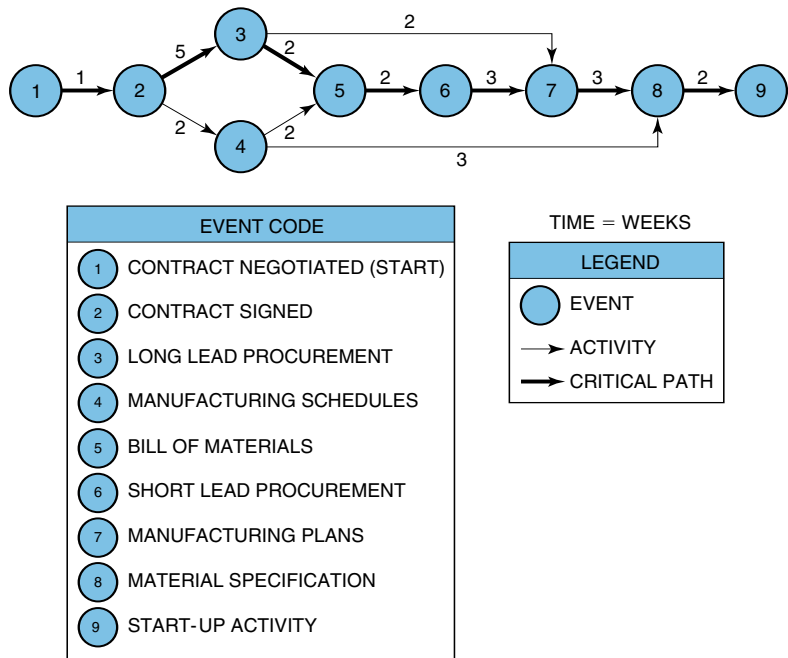 3
2
5
2
1
1
2
5
2
6
3
7
3
8
2
9
2
2
4
3
EVENT CODE
1 CONTRACT NEGOTIATED (START)
2 CONTRACT SIGNED
3 LONG LEAD PROCUREMENT
4 MANUFACTURING SCHEDULES
5 BILL OF MATERIALS
6 SHORT LEAD PROCUREMENT
7 MANUFACTURING PLANS
8 MATERIAL SPECIFICATION
9 START-UP ACTIVITY
TIME = WEEKS
LEGEND
EVENT
ACTIVITY
CRITICAL PATH